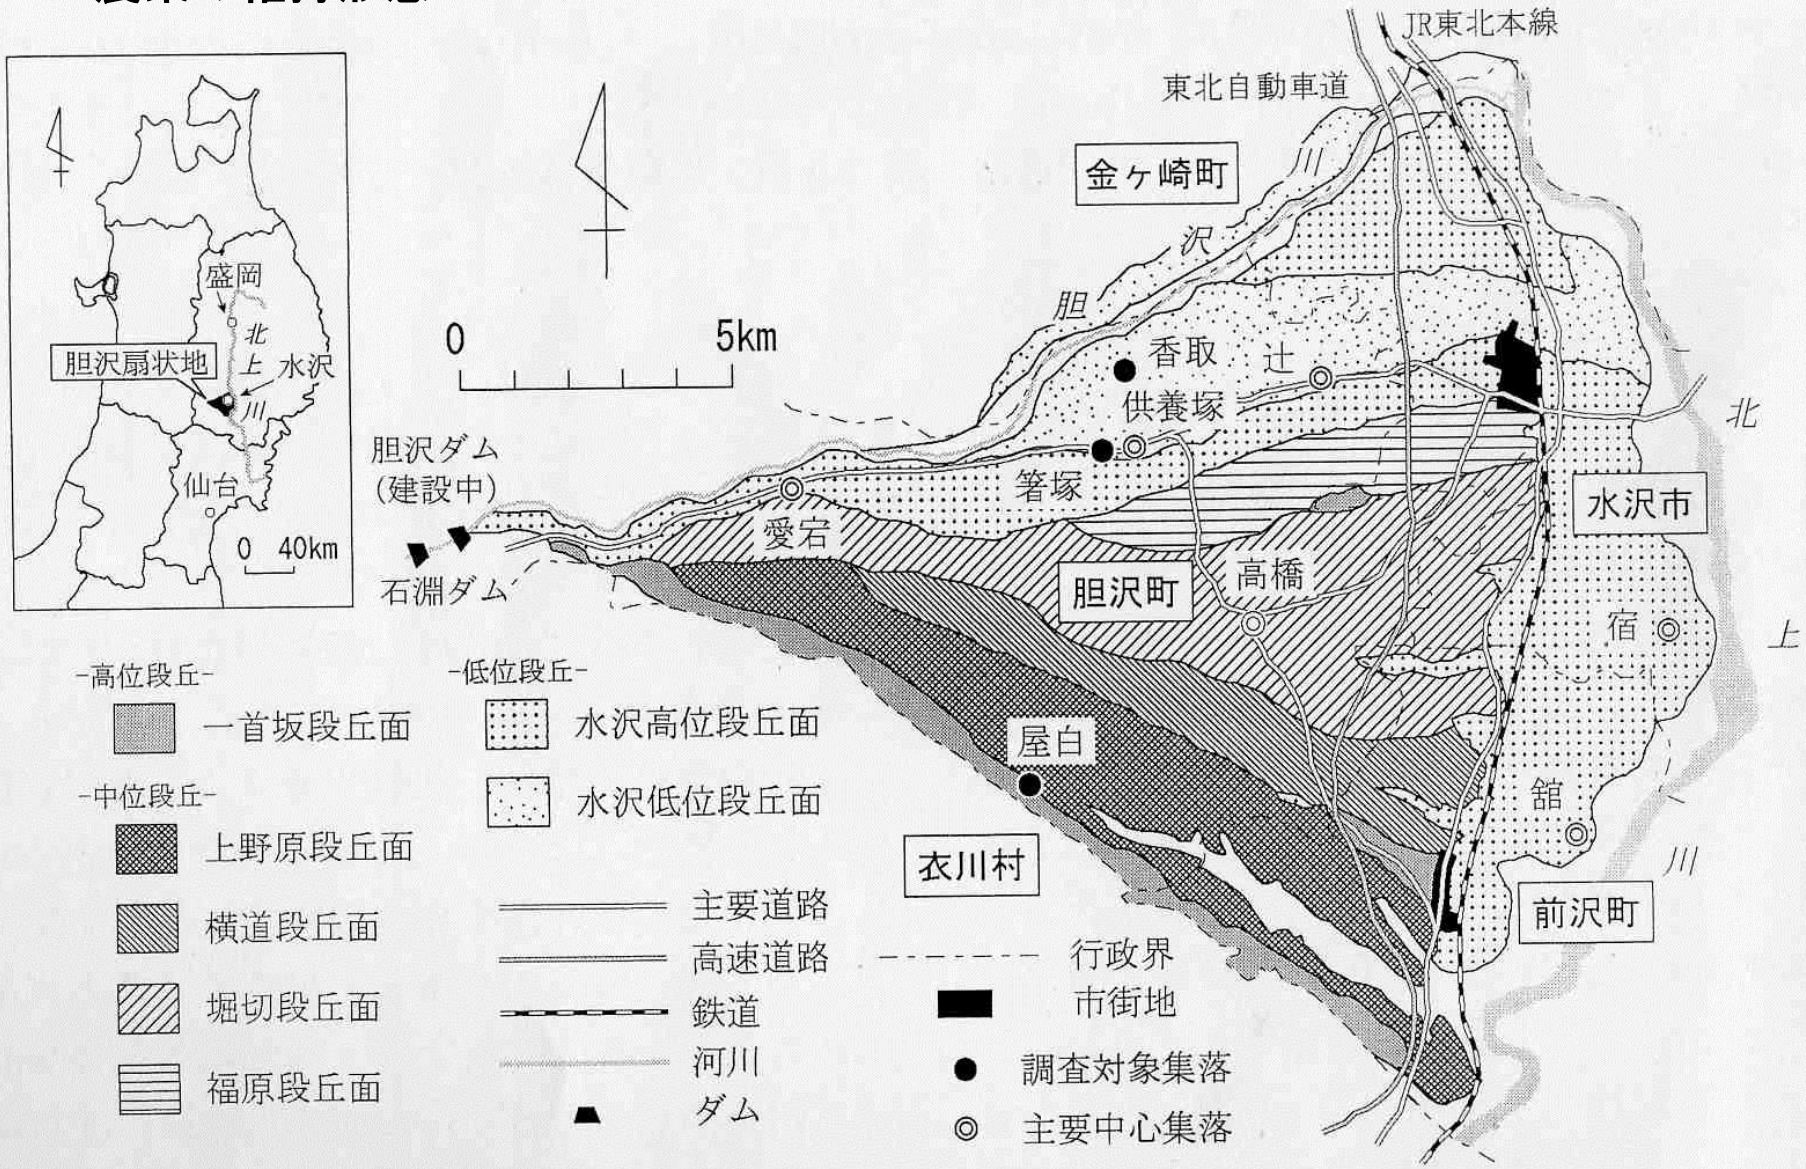 JR東北本線
東北自動車道
金ヶ崎町
川
沢
胆
盛岡
北
上
川
胆沢扇状地
水沢
仙台
0 40km
0 5km
香取
辻
供養塚
箸塚
北
水沢市
胆沢ダム
(建設中)
石淵ダム
愛宕
胆沢町
高橋
宿
上
屋白
舘
川
衣川村
前沢町
-高位段丘-
一首坂段丘面
-中位段丘-
上野原段丘面
横道段丘面
堀切段丘面
福原段丘面
-低位段丘-
水沢高位段丘面
水沢低位段丘面
主要道路
高速道路
鉄道
河川
ダム
行政界
市街地
調査対象集落
主要中心集落